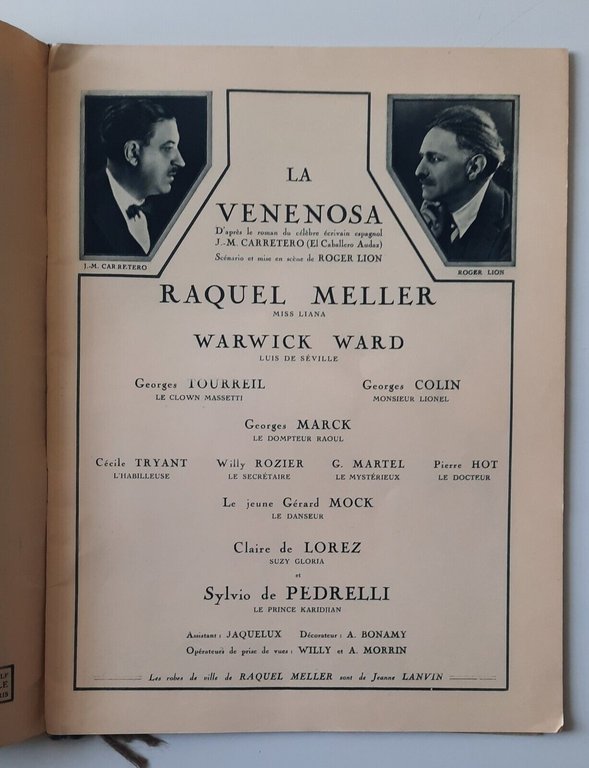 LA
VENENOSA
D'après le roman du célèbre écrivain espagnol
J.-M. CARRETERO (El Caballero Audaz)
Scénario et mise en scène de ROGER LION
J.-M. CARRETERO
ROGER LION
RAQUEL MELLER
MISS LIANA
WARWICK WARD
LUIS DE SÉVILLE
Georges TOURREIL
LE CLOWN MASSETTI
Georges COLIN
MONSIEUR LIONEL
Georges MARCK
LE DOMPTEUR RAOUL
Cécile TRYANT
L'HABILLEUSE
Willy ROZIER
LE SECRÉTAIRE
G. MARTEL
LE MYSTÉRIEUX
Pierre HOT
LE DOCTEUR
Le jeune Gérard MOCK
LE DANSEUR
Claire de LOREZ
SUZY GLORIA
et
Sylvio de PEDRELLI
LE PRINCE KARIDJIAN
Assistant : JAQUELUX Décorateur : A. BONAMY
Opérateurs de prise de vues : WILLY et A. MORRIN
Les robes de ville de RAQUEL MELLER sont de Jeanne LANVIN